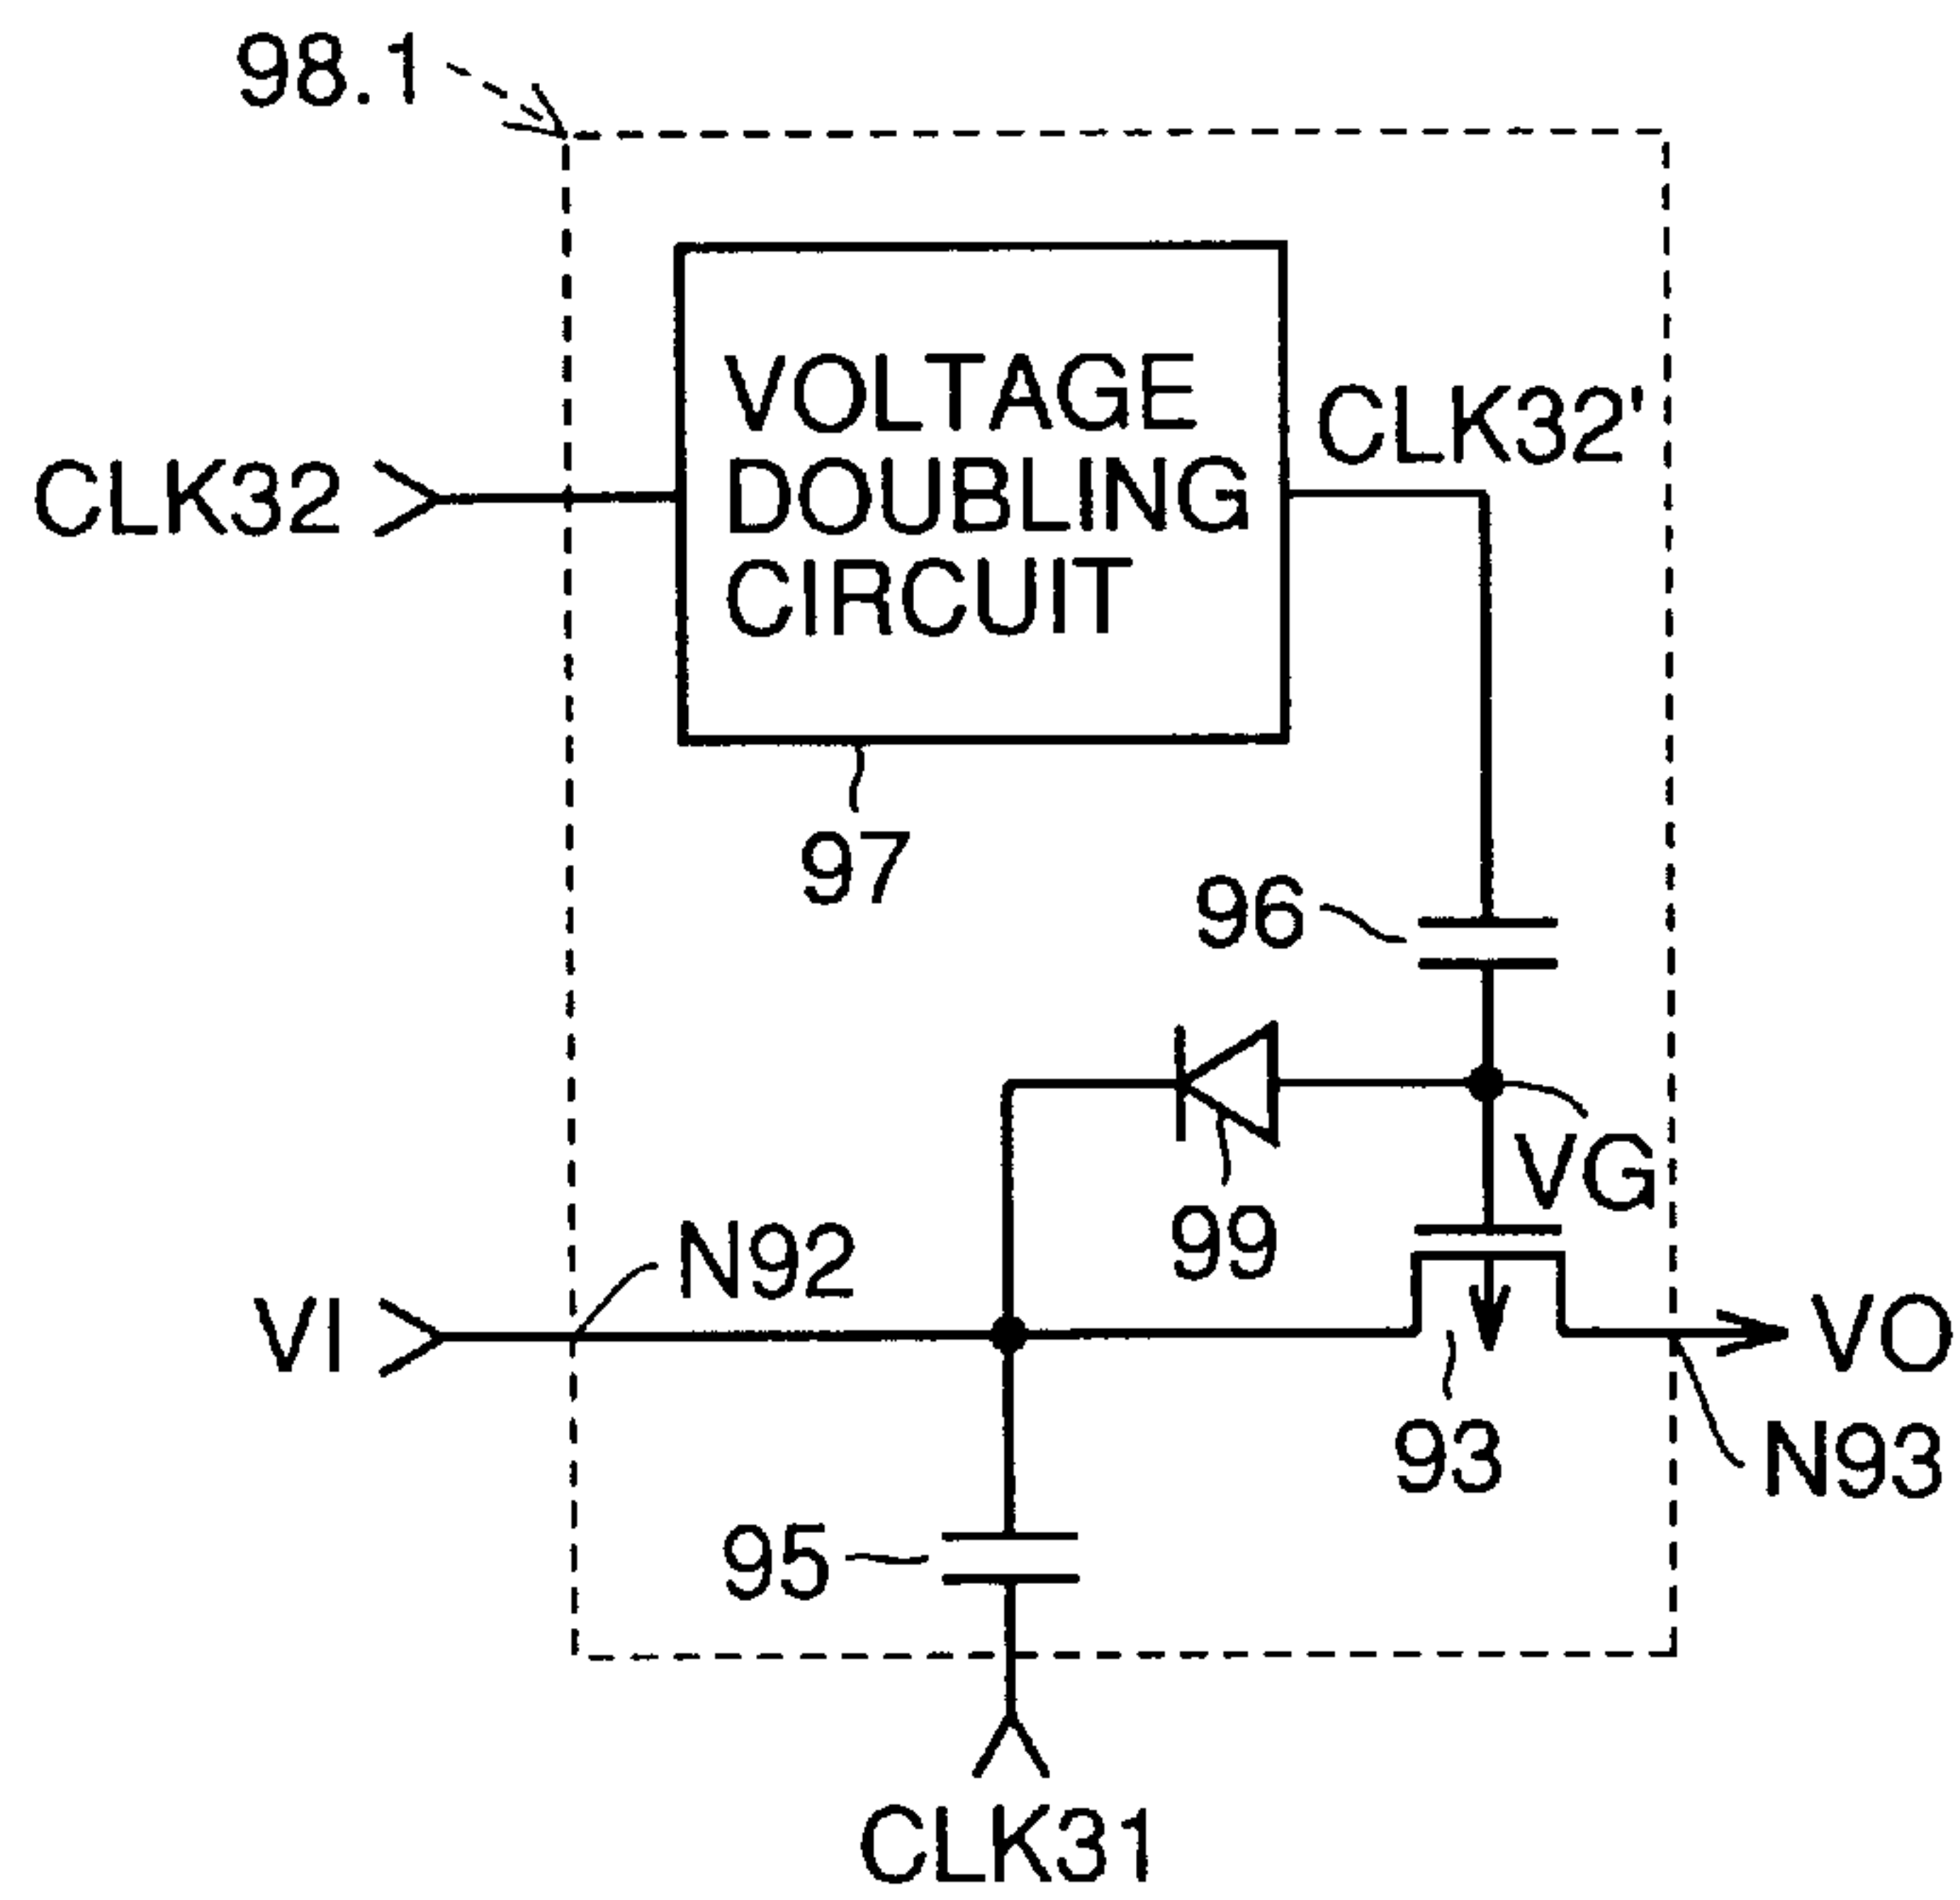 98.1
VOLTAGE
DOUBLING
CIRCUIT
CLK32'
CLK32
97
96
VG
99
N92
VI
VO
93
N93
95
CLK31